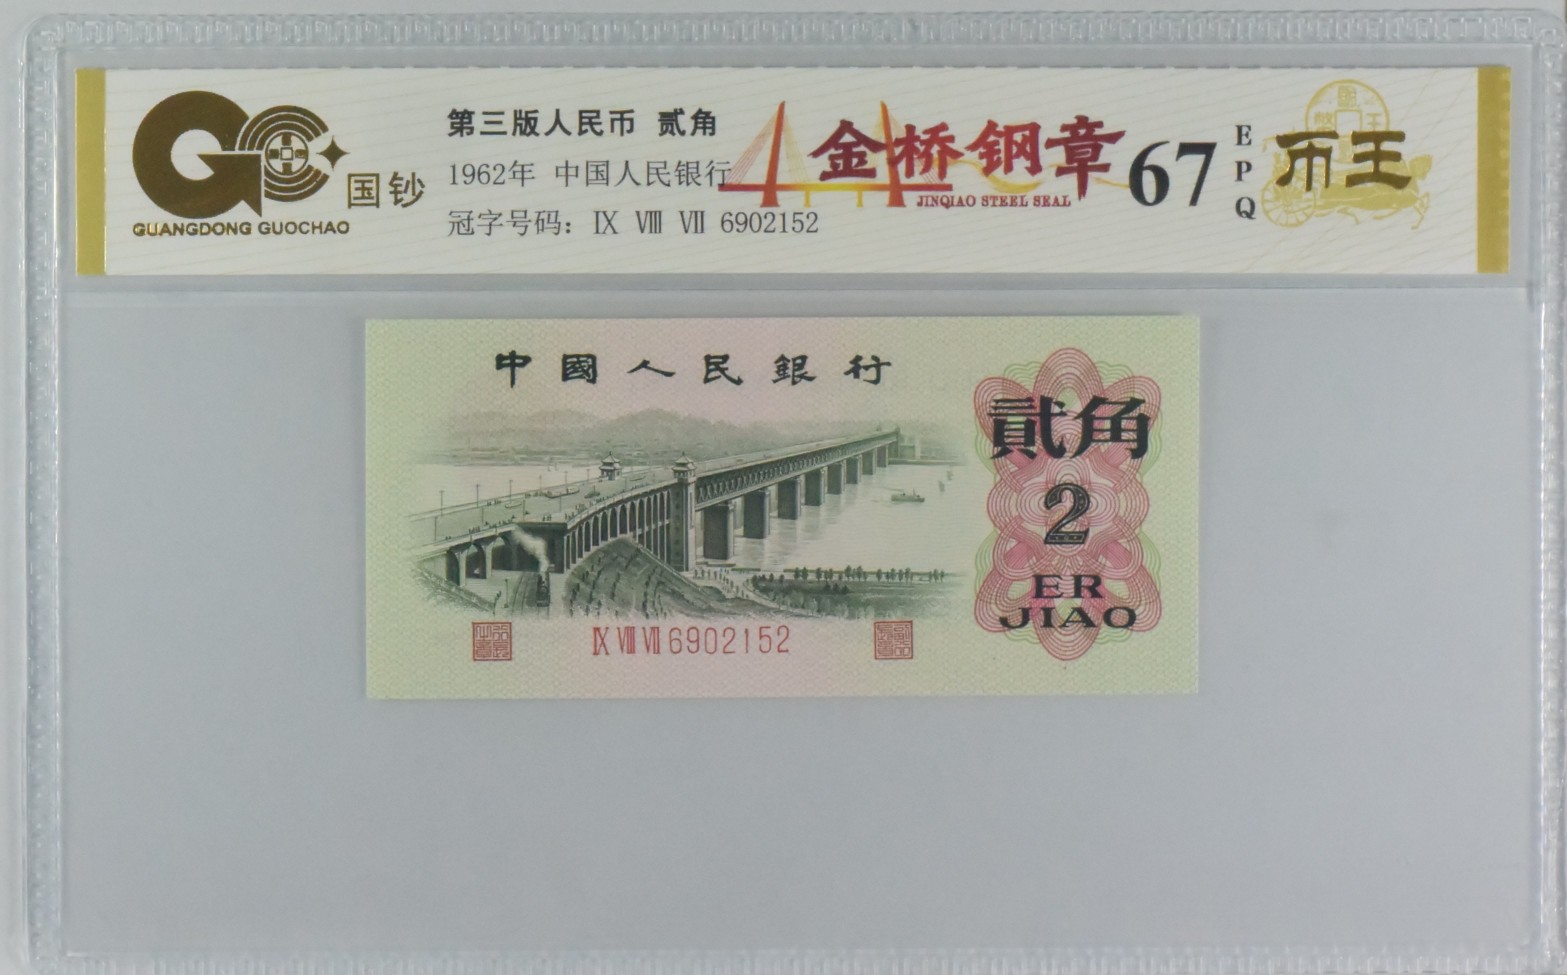 国钞
GUANGDONG GUOCHAO
第三版人民币 贰角
1962年 中国人民银行
冠字号码：Ⅸ Ⅷ Ⅶ 6902152
金桥钢章
JINQIAO STEEL SEAL
67
EPQ
币王
中國人民銀行
貳角
2
ER
JIAO
Ⅸ Ⅷ Ⅶ 6902152